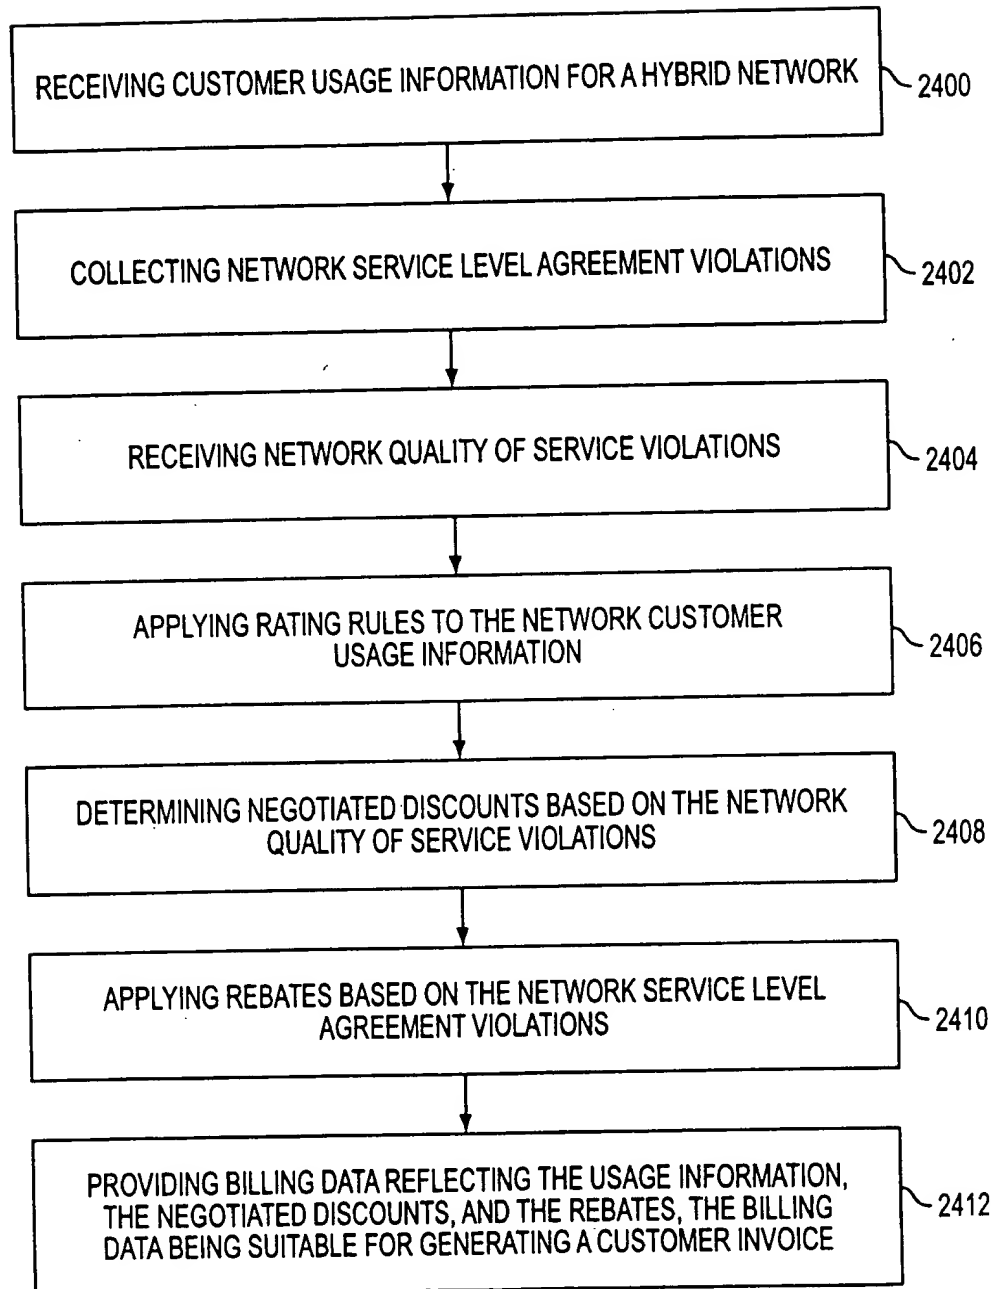 RECEIVING CUSTOMER USAGE INFORMATION FOR A HYBRID NETWORK
2400
COLLECTING NETWORK SERVICE LEVEL AGREEMENT VIOLATIONS
2402
RECEIVING NETWORK QUALITY OF SERVICE VIOLATIONS
2404
APPLYING RATING RULES TO THE NETWORK CUSTOMER
USAGE INFORMATION
2406
DETERMINING NEGOTIATED DISCOUNTS BASED ON THE NETWORK
QUALITY OF SERVICE VIOLATIONS
2408
APPLYING REBATES BASED ON THE NETWORK SERVICE LEVEL
AGREEMENT VIOLATIONS
2410
PROVIDING BILLING DATA REFLECTING THE USAGE INFORMATION,
THE NEGOTIATED DISCOUNTS, AND THE REBATES, THE BILLING
DATA BEING SUITABLE FOR GENERATING A CUSTOMER INVOICE
2412